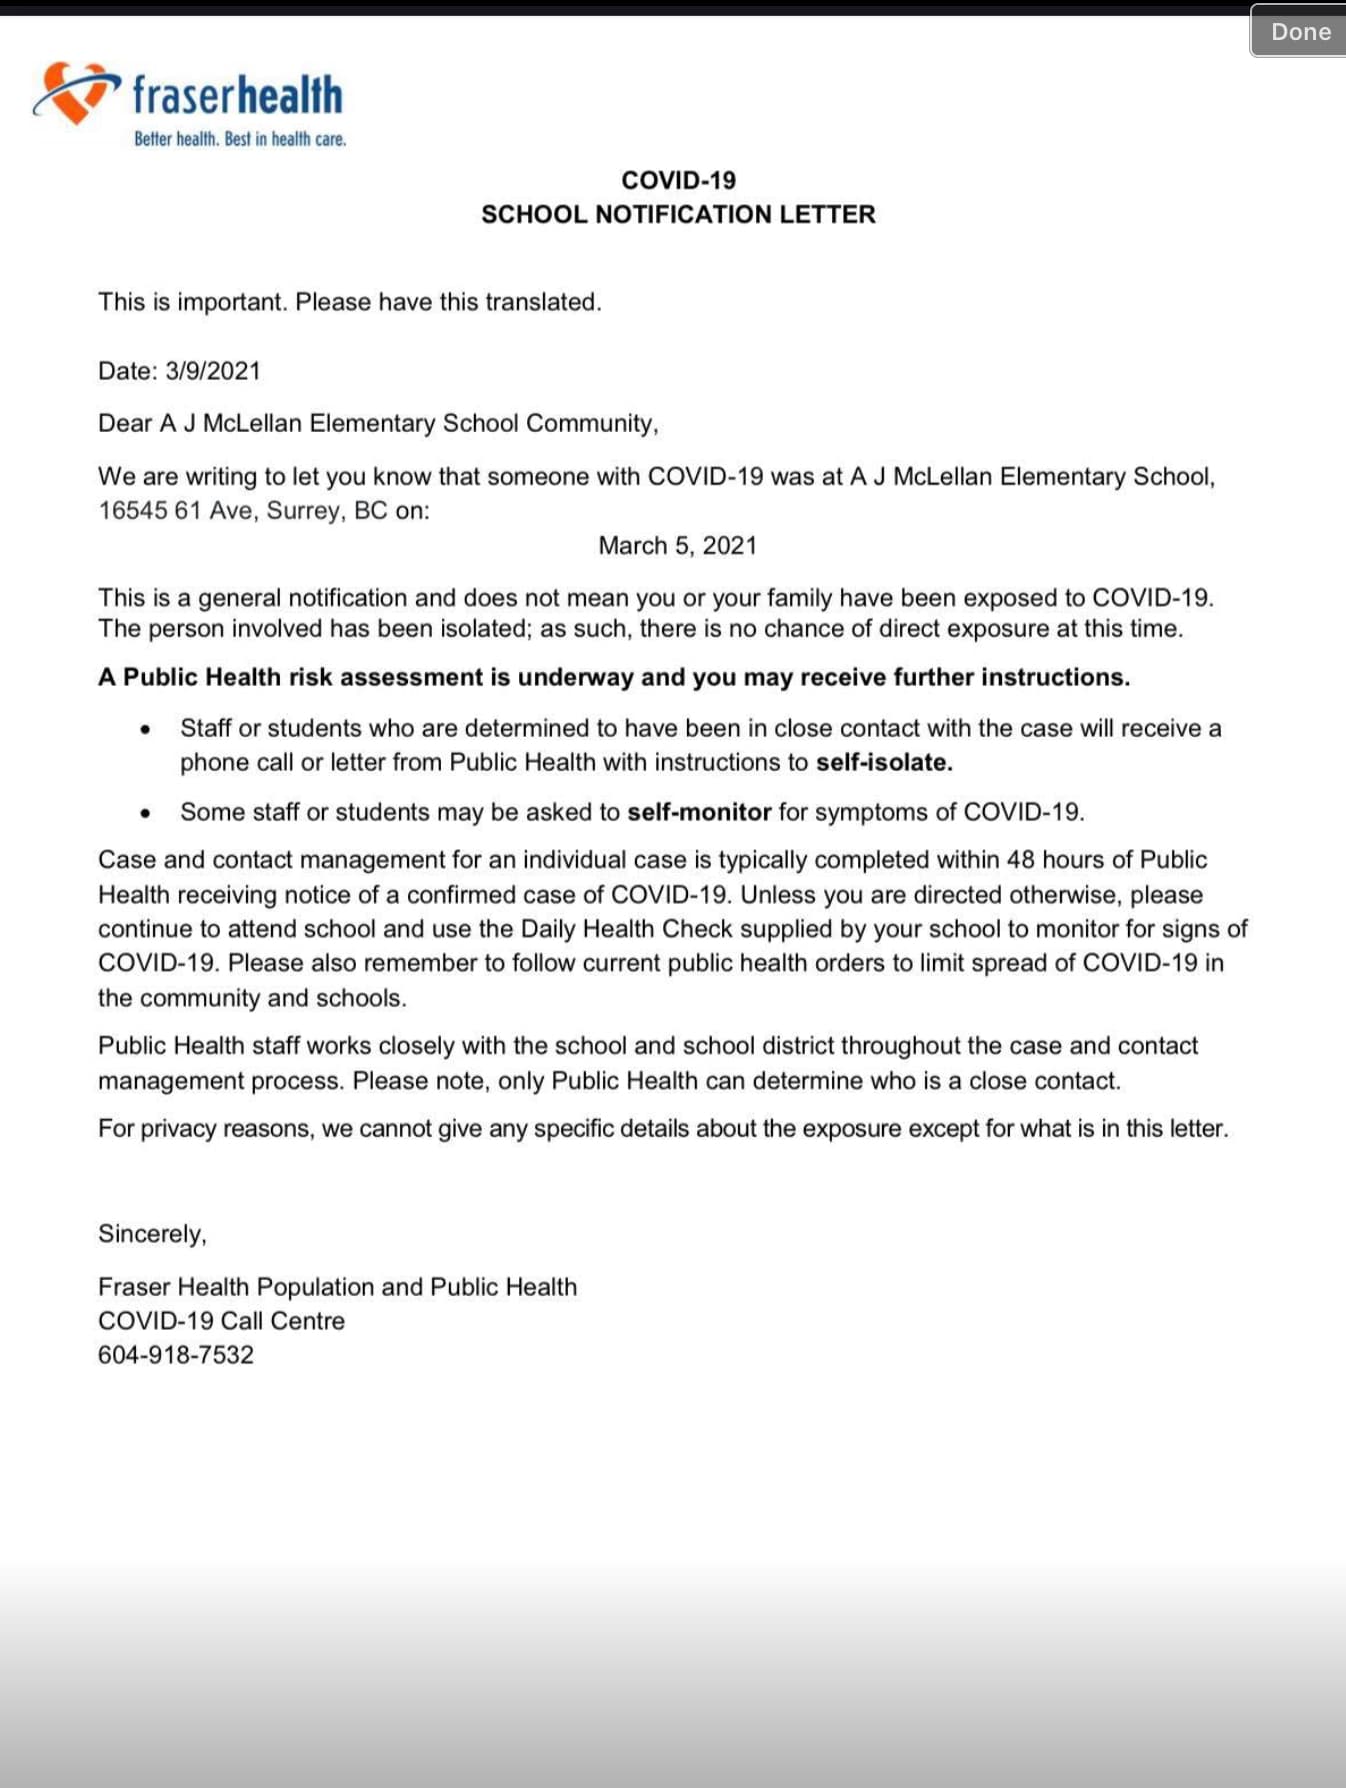 Done
fraserhealth
Better health. Best in health care.
COVID-19
SCHOOL NOTIFICATION LETTER
This is important. Please have this translated.
Date: 3/9/2021
Dear A J McLellan Elementary School Community,
We are writing to let you know that someone with COVID-19 was at A J McLellan Elementary School,
16545 61 Ave, Surrey, BC on:
March 5, 2021
This is a general notification and does not mean you or your family have been exposed to COVID-19.
The person involved has been isolated; as such, there is no chance of direct exposure at this time.
A Public Health risk assessment is underway and you may receive further instructions.
• Staff or students who are determined to have been in close contact with the case will receive a
phone call or letter from Public Health with instructions to self-isolate.
• Some staff or students may be asked to self-monitor for symptoms of COVID-19.
Case and contact management for an individual case is typically completed within 48 hours of Public
Health receiving notice of a confirmed case of COVID-19. Unless you are directed otherwise, please
continue to attend school and use the Daily Health Check supplied by your school to monitor for signs of
COVID-19. Please also remember to follow current public health orders to limit spread of COVID-19 in
the community and schools.
Public Health staff works closely with the school and school district throughout the case and contact
management process. Please note, only Public Health can determine who is a close contact.
For privacy reasons, we cannot give any specific details about the exposure except for what is in this letter.
Sincerely,
Fraser Health Population and Public Health
COVID-19 Call Centre
604-918-7532